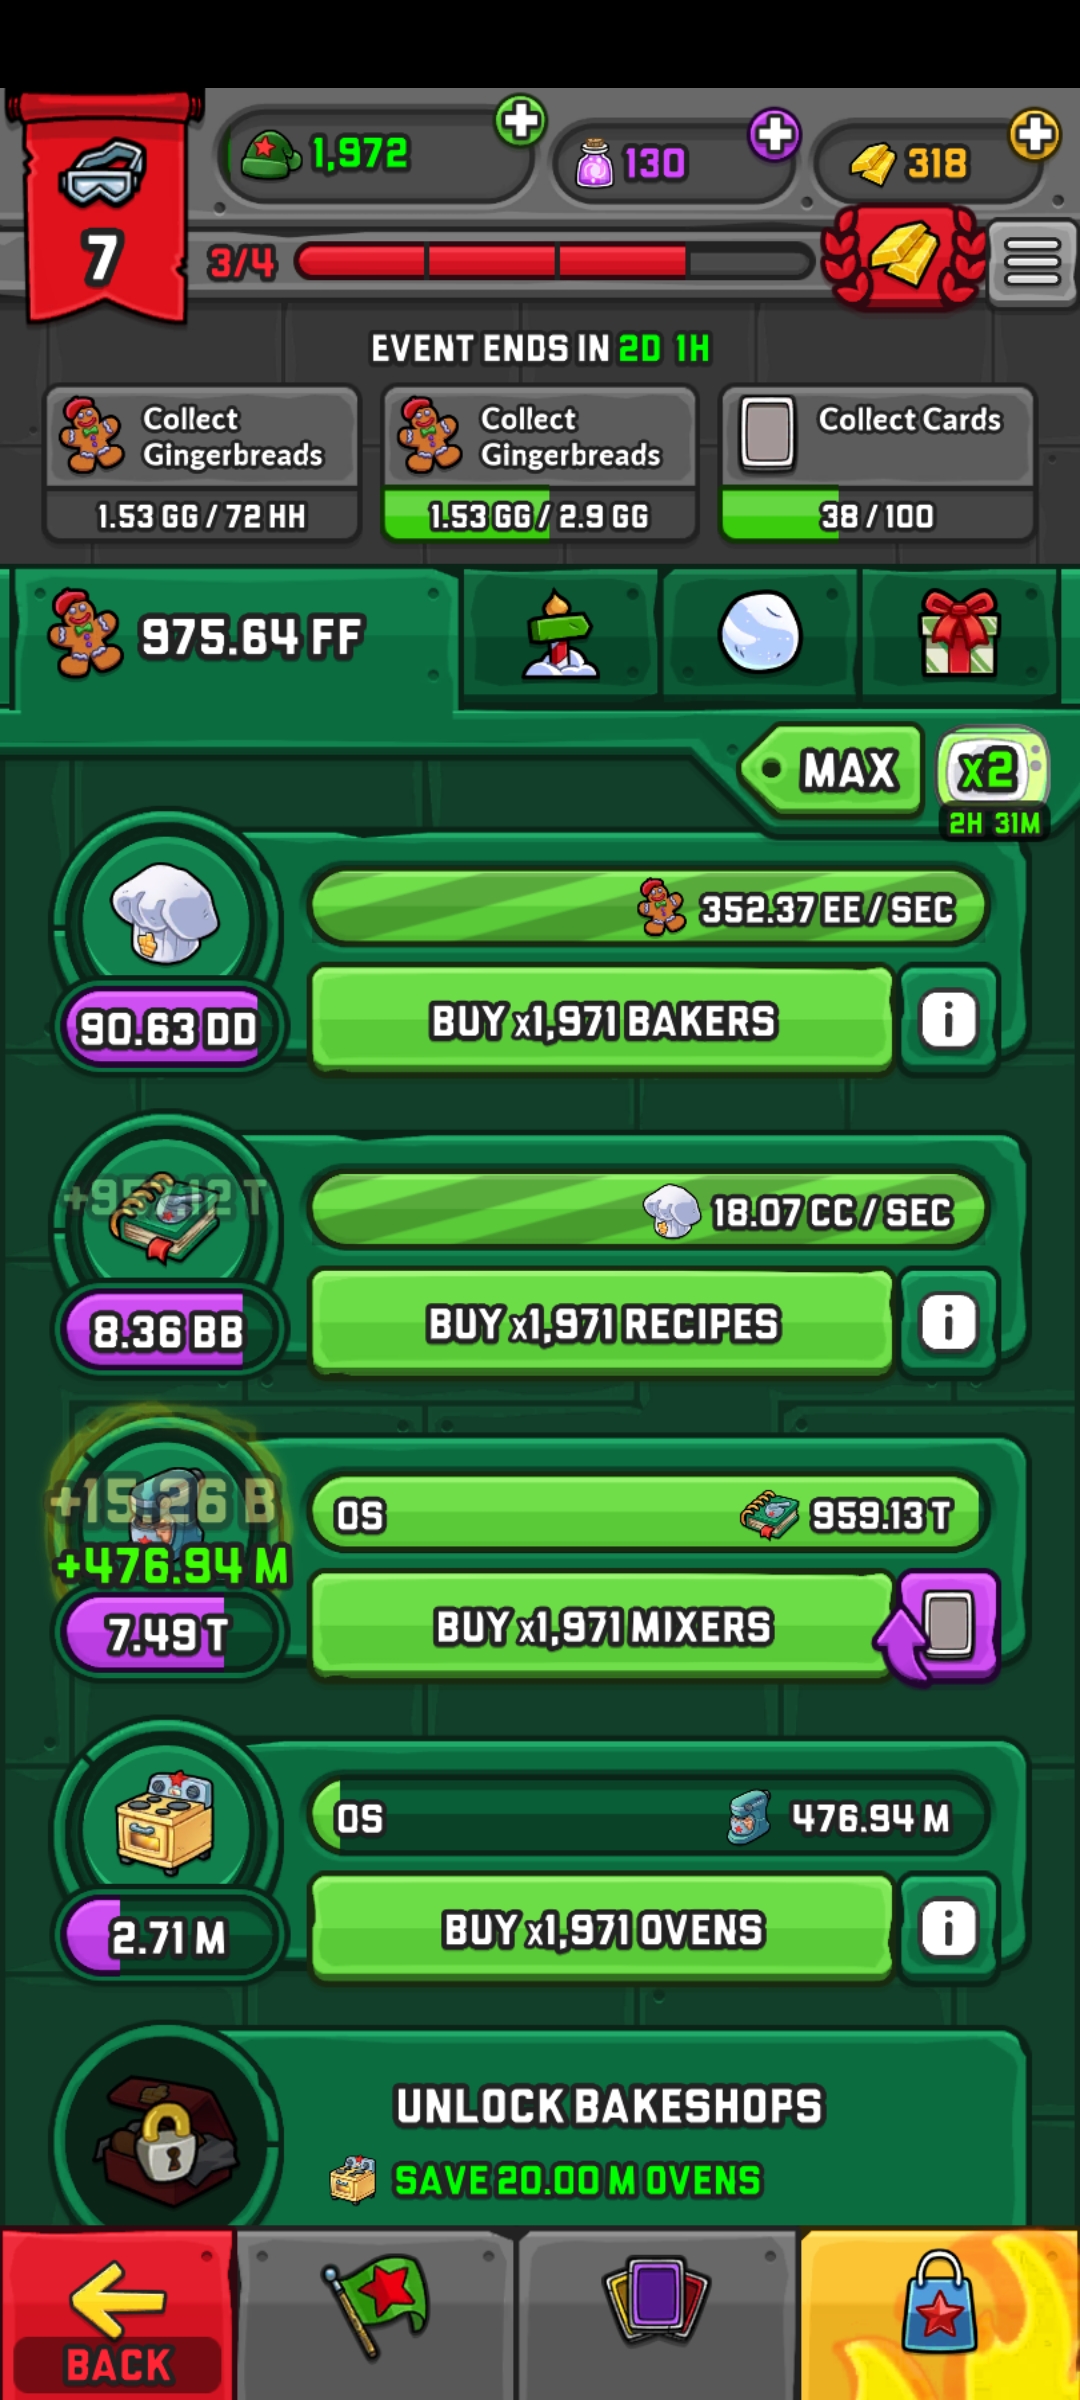 1,972
130
318
7
3/4
EVENT ENDS IN 2D 1H
Collect
Gingerbreads
1.53 GG / 72 HH
Collect
Gingerbreads
1.53 GG / 2.9 GG
Collect Cards
38 / 100
975.64 FF
MAX
x2
2H 31M
352.37 EE / SEC
90.63 DD
BUY x1,971 BAKERS
i
18.07 CC / SEC
8.36 BB
BUY x1,971 RECIPES
i
+15.26 B
0S
959.13 T
+476.94 M
7.49 T
BUY x1,971 MIXERS
0S
476.94 M
2.71 M
BUY x1,971 OVENS
i
UNLOCK BAKESHOPS
SAVE 20.00 M OVENS
BACK